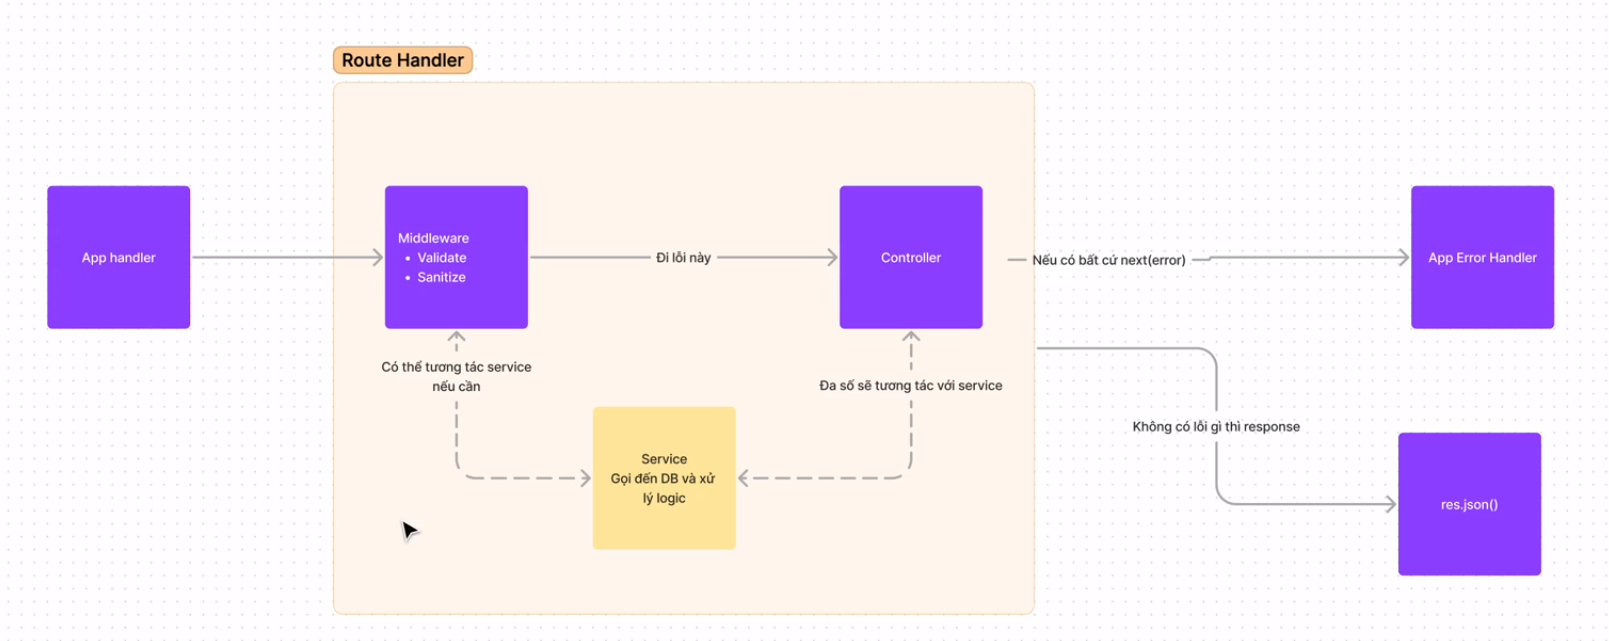 Route Handler
App handler
Middleware
• Validate
• Sanitize
Đi lối này
Controller
Nếu có bất cứ next(error)
App Error Handler
Có thể tương tác service
nếu cần
Đa số sẽ tương tác với service
Service
Gọi đến DB và xử
lý logic
Không có lỗi gì thì response
res.json()